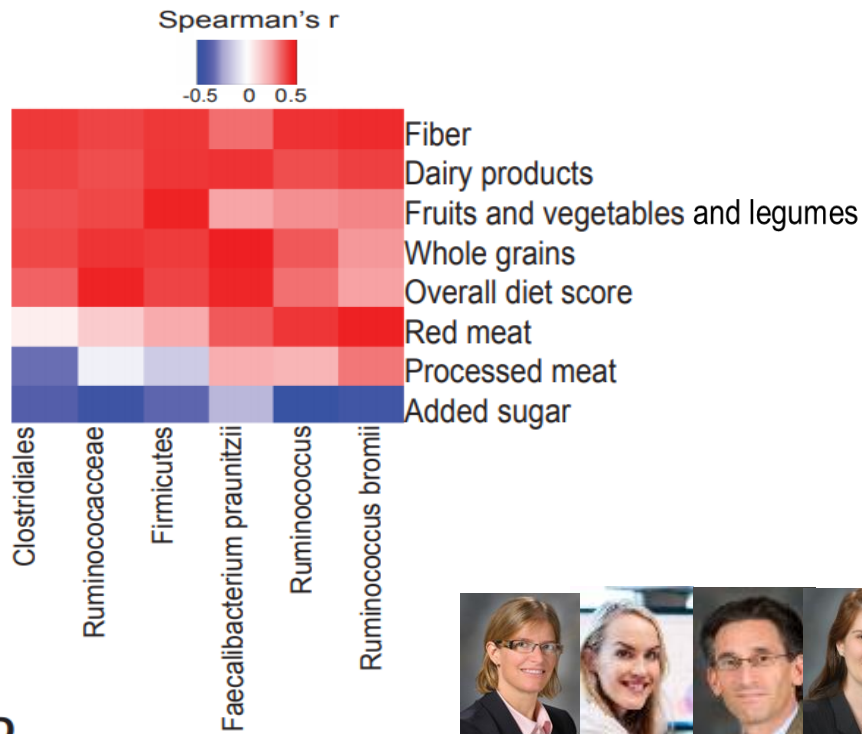 Spearman's r
-0.5 0 0.5
Fiber
Dairy products
Fruits and vegetables and legumes
Whole grains
Overall diet score
Red meat
Processed meat
Added sugar
Clostridiales
Ruminococacceae
Firmicutes
Faecalibacterium praunitzii
Ruminococcus
Ruminococcus bromii